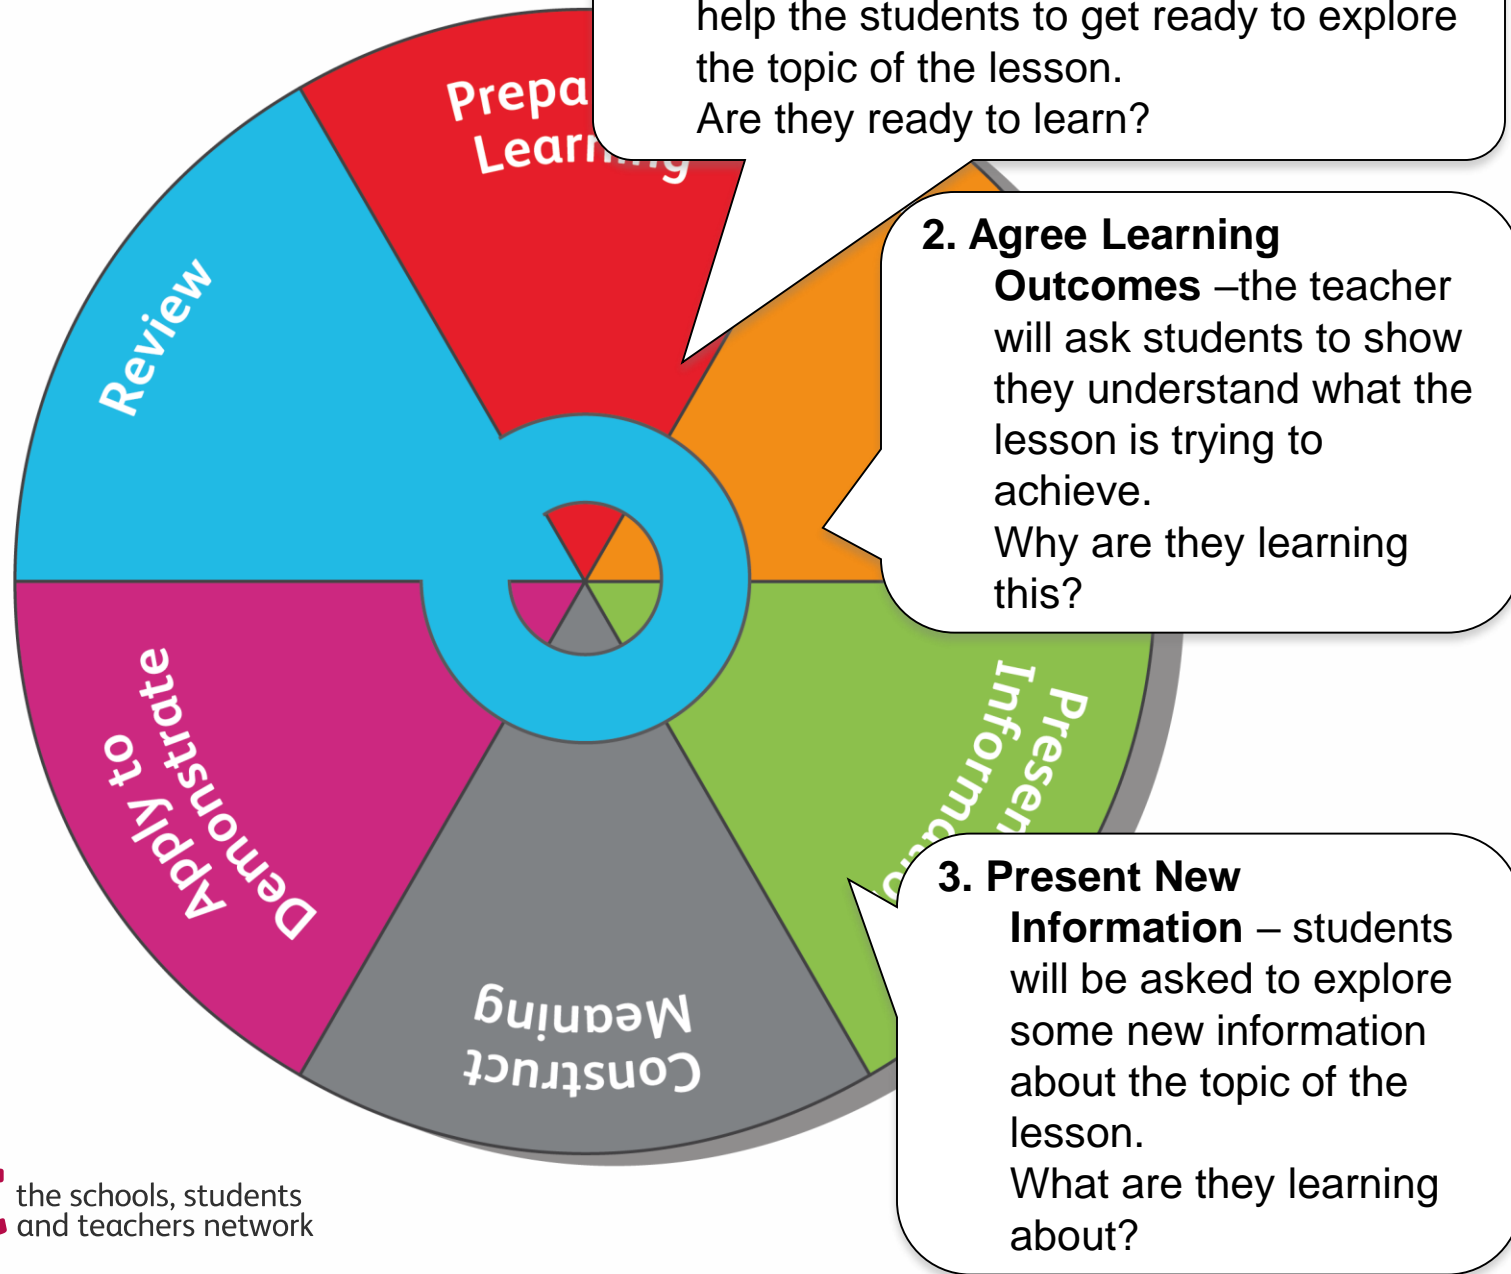 help the students to get ready to explore
the topic of the lesson.
Are they ready to learn?
2. Agree Learning
Outcomes –the teacher
will ask students to show
they understand what the
lesson is trying to
achieve.
Why are they learning
this?
3. Present New
Information – students
will be asked to explore
some new information
about the topic of the
lesson.
What are they learning
about?
Learning
Review
Apply to
Demonstrate
Construct
Meaning
the schools, students
and teachers network